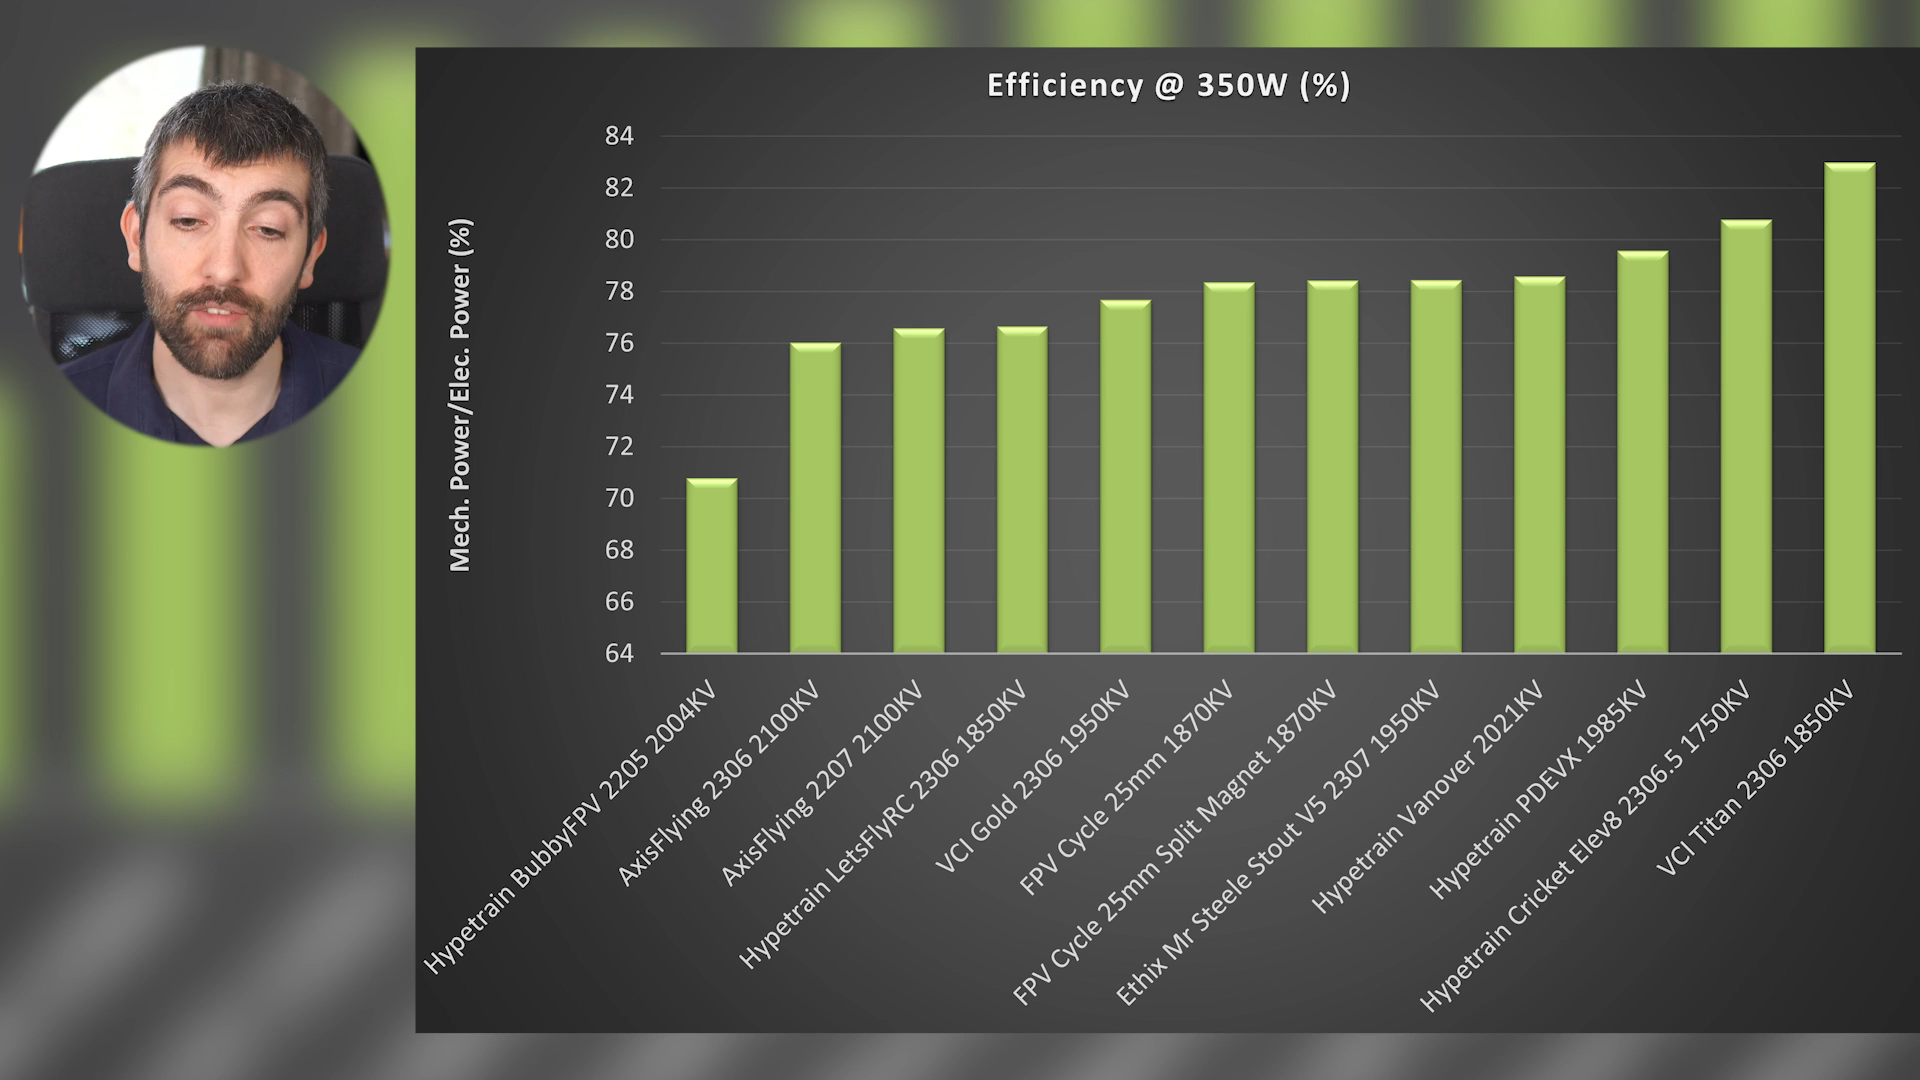 Efficiency @ 350W (%)
Mech. Power/Elec. Power (%)
84
82
80
78
76
74
72
70
68
66
64
Hypetrain BubbyFPV 2205 2004KV
AxisFlying 2306 2100KV
AxisFlying 2207 2100KV
Hypetrain LetsFlyRC 2306 1850KV
VCI Gold 2306 1950KV
FPV Cycle 25mm 1870KV
FPV Cycle 25mm Split Magnet 1870KV
Ethix Mr Steele Stout V5 2307 1950KV
Hypetrain Vanover 2021KV
Hypetrain PDEVX 1985KV
Hypetrain Cricket Elev8 2306.5 1750KV
VCI Titan 2306 1850KV